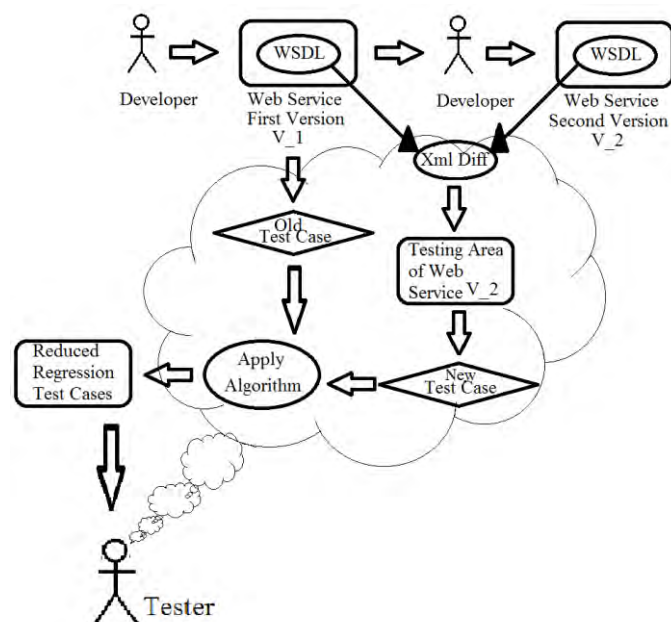 WSDL
WSDL
Developer
Web Service
First Version
V_1
Developer
Web Service
Second Version
V_2
Xml Diff
Old
Test Case
Testing Area
of Web
Service V_2
Reduced
Regression
Test Cases
Apply
Algorithm
New
Test Case
Tester